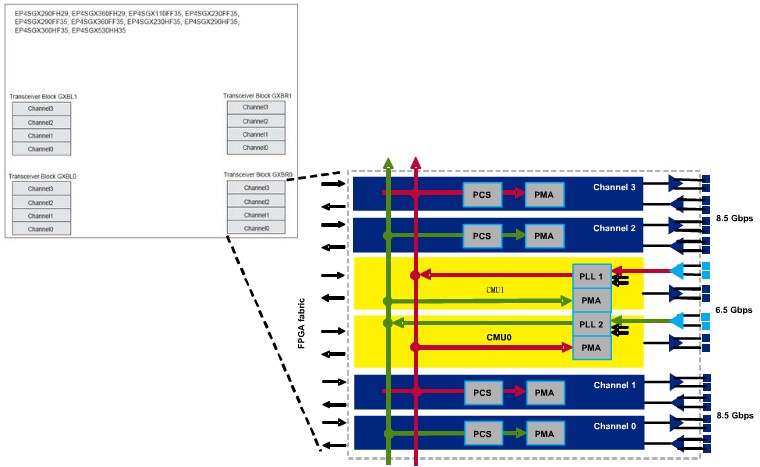 EP4SGX290FH29, EP4SGX360FH29, EP4SGX110FF35, EP4SGX230FF35,
EP4SGX290FF35, EP4SGX360FF35, EP4SGX230HF35, EP4SGX290HF35,
EP4SGX360HF35, EP4SGX530HH35
Transceiver Block GXBL1
Channel3
Channel2
Channel1
Channel0
Transceiver Block GXBR1
Channel3
Channel2
Channel1
Channel0
Transceiver Block GXBL0
Channel3
Channel2
Channel1
Channel0
Transceiver Block GXBR0
Channel3
Channel2
Channel1
Channel0
FPGA fabric
PCS
PMA
Channel 3
PCS
PMA
Channel 2
8.5 Gbps
PLL 1
CMU1
PMA
6.5 Gbps
PLL 2
CMU0
PMA
PCS
PMA
Channel 1
8.5 Gbps
PCS
PMA
Channel 0